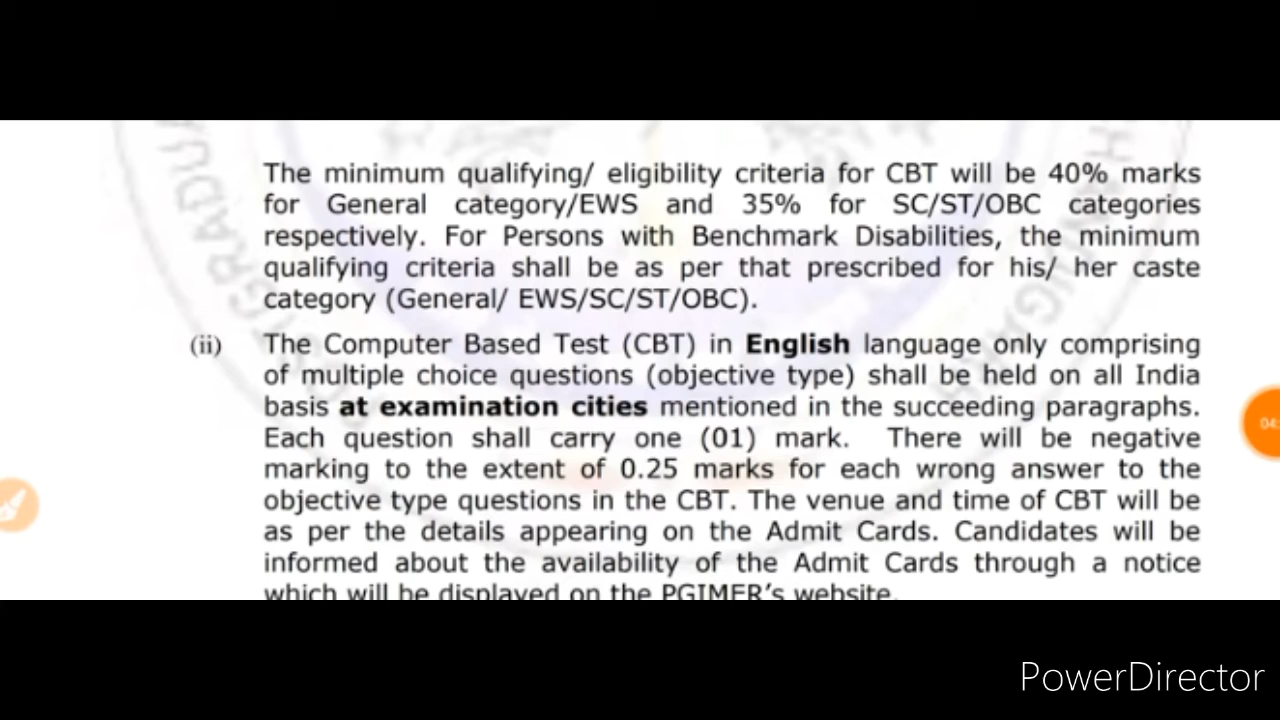 The minimum qualifying/ eligibility criteria for CBT will be 40% marks
for General category/EWS and 35% for SC/ST/OBC categories
respectively. For Persons with Benchmark Disabilities, the minimum
qualifying criteria shall be as per that prescribed for his/ her caste
category (General/ EWS/SC/ST/OBC).
(ii) The Computer Based Test (CBT) in English language only comprising
of multiple choice questions (objective type) shall be held on all India
basis at examination cities mentioned in the succeeding paragraphs.
Each question shall carry one (01) mark. There will be negative
marking to the extent of 0.25 marks for each wrong answer to the
objective type questions in the CBT. The venue and time of CBT will be
as per the details appearing on the Admit Cards. Candidates will be
informed about the availability of the Admit Cards through a notice
which will be displayed on the PGIMER's website.
04:
PowerDirector